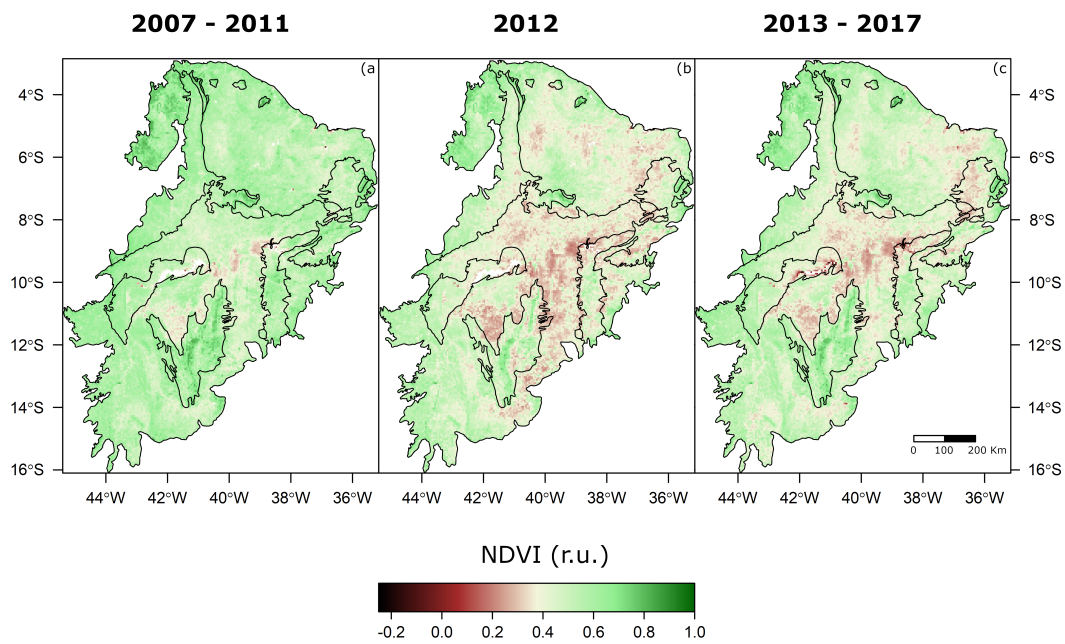 2007 - 2011 2012 2013 - 2017
(a (b (c
4°S 4°S
6°S 6°S
8°S 8°S
10°S 10°S
12°S 12°S
14°S 14°S
0 100 200 Km
16°S 16°S
44°W 42°W 40°W 38°W 36°W 44°W 42°W 40°W 38°W 36°W 44°W 42°W 40°W 38°W 36°W
NDVI (r.u.)
-0.2 0.0 0.2 0.4 0.6 0.8 1.0